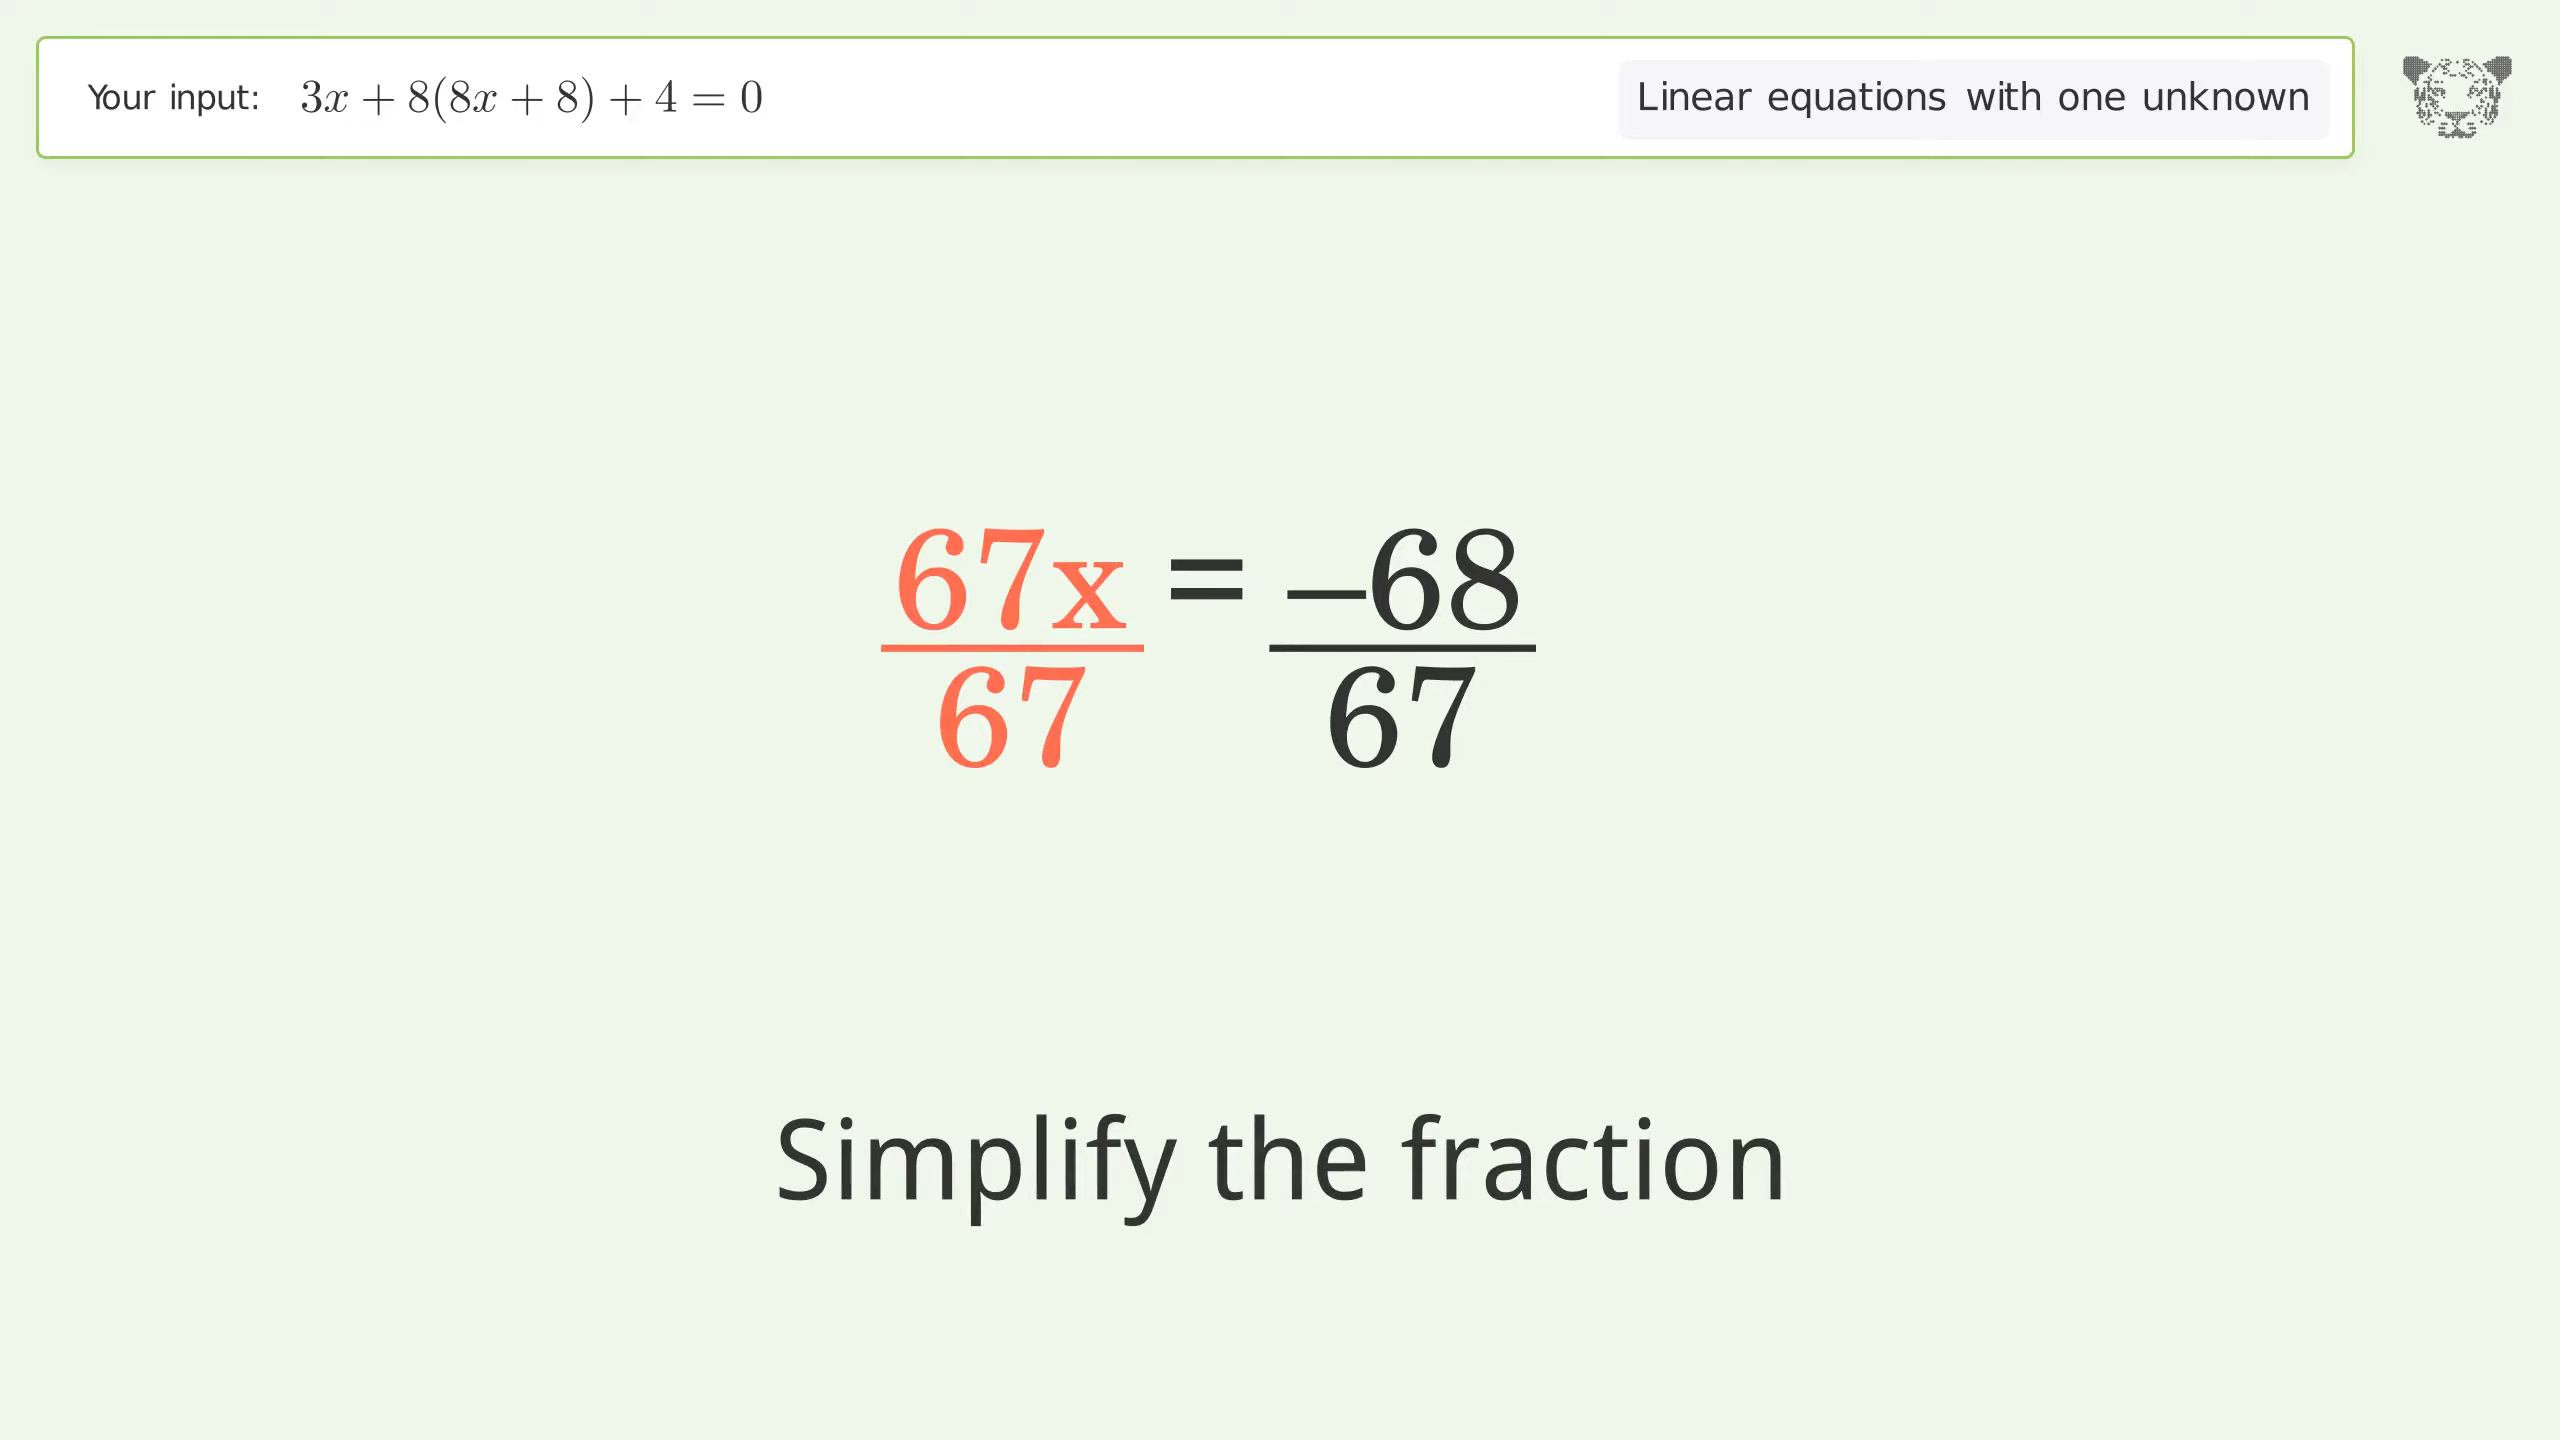 Your input: 3x + 8(8x + 8) + 4 = 0
Linear equations with one unknown
67x/67 = –68/67
Simplify the fraction